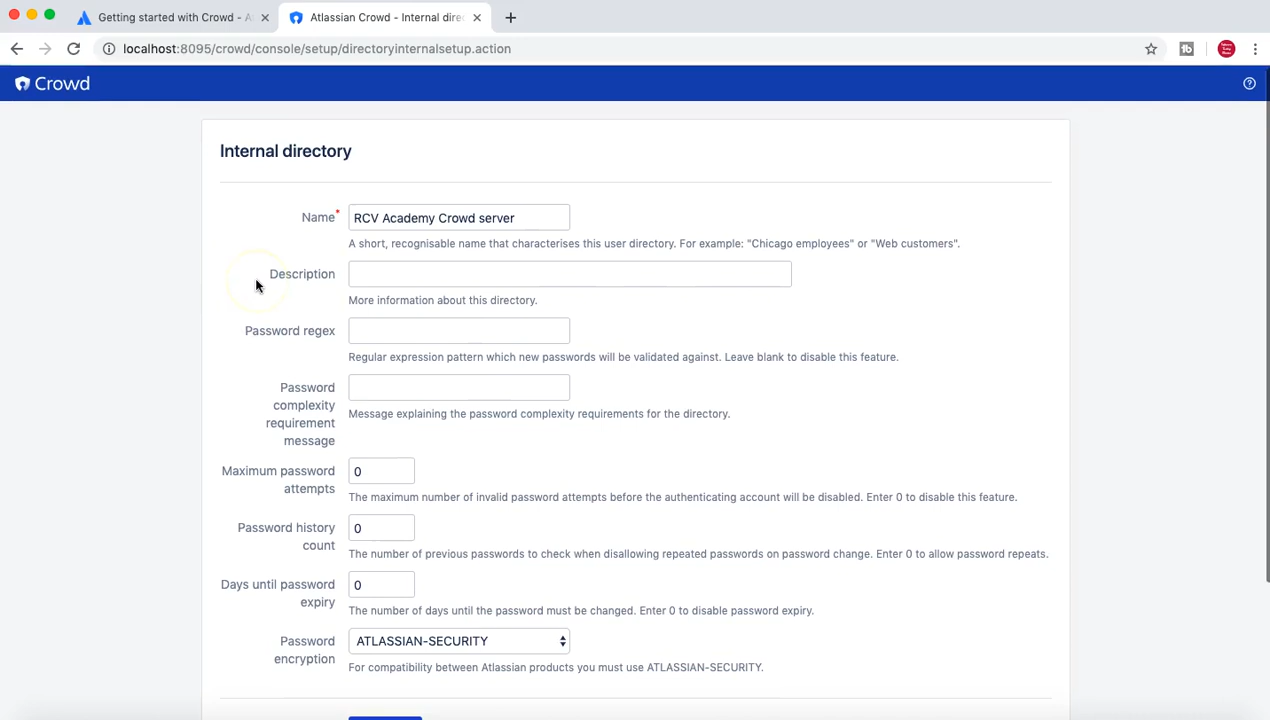 Getting started with Crowd - A
Atlassian Crowd - Internal dire
localhost:8095/crowd/console/setup/directoryinternalsetup.action
Crowd
Internal directory
Name*
RCV Academy Crowd server
A short, recognisable name that characterises this user directory. For example: "Chicago employees" or "Web customers".
Description
More information about this directory.
Password regex
Regular expression pattern which new passwords will be validated against. Leave blank to disable this feature.
Password
complexity
requirement
message
Message explaining the password complexity requirements for the directory.
Maximum password
attempts
0
The maximum number of invalid password attempts before the authenticating account will be disabled. Enter 0 to disable this feature.
Password history
count
0
The number of previous passwords to check when disallowing repeated passwords on password change. Enter 0 to allow password repeats.
Days until password
expiry
0
The number of days until the password must be changed. Enter 0 to disable password expiry.
Password
encryption
ATLASSIAN-SECURITY
For compatibility between Atlassian products you must use ATLASSIAN-SECURITY.